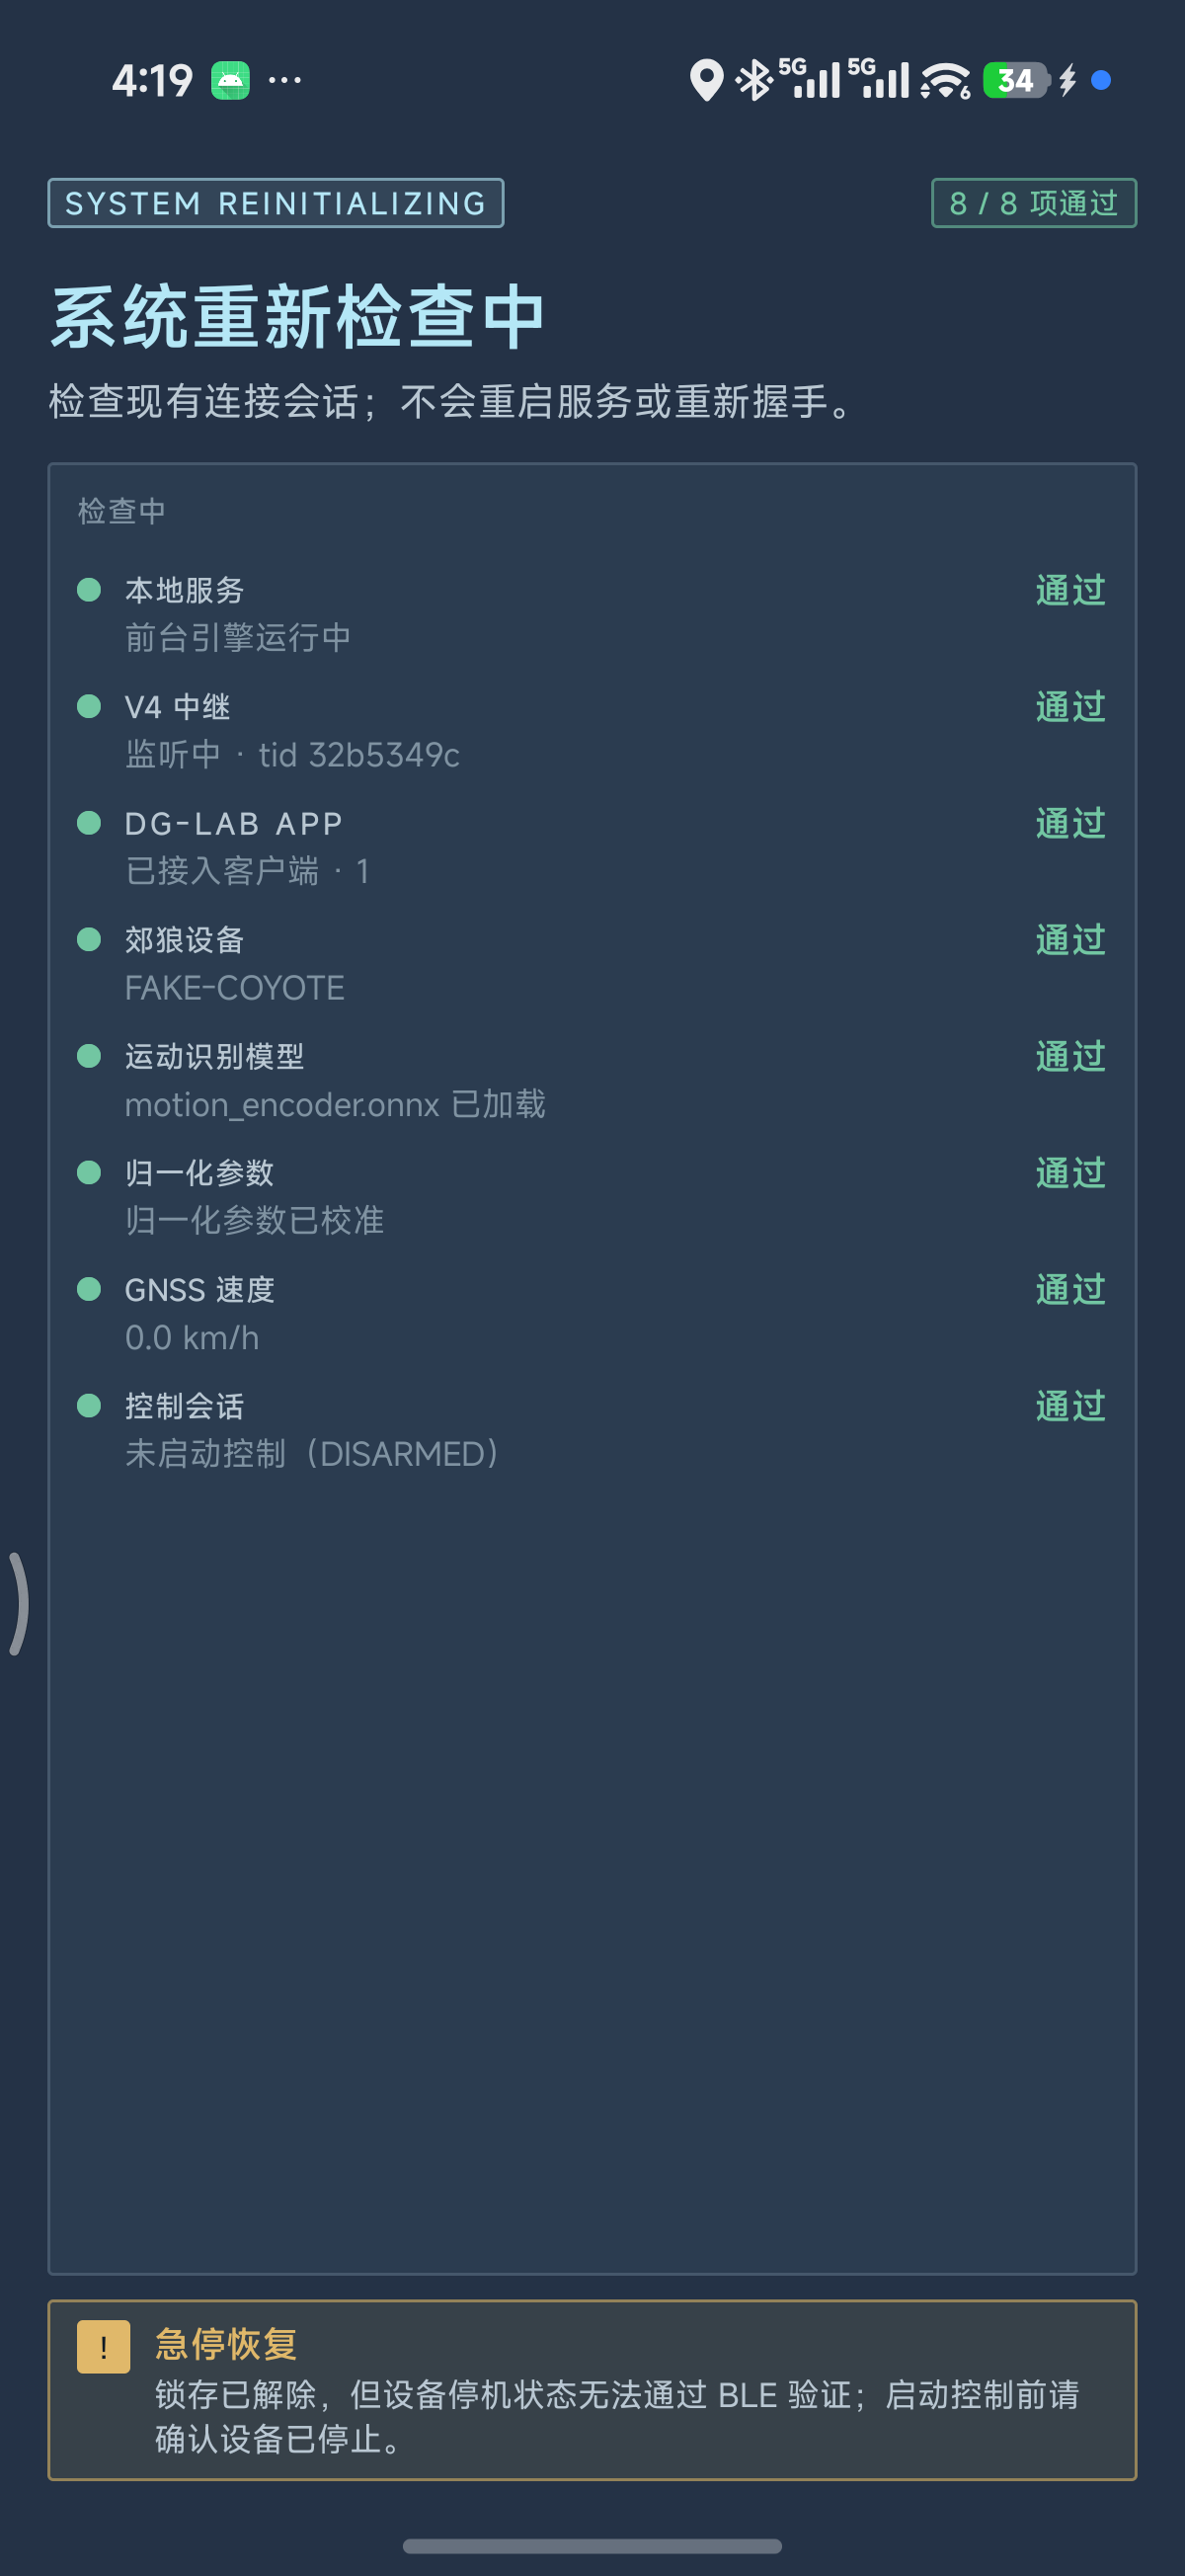 4:19 ... 5G 5G 6 34
SYSTEM REINITIALIZING
8 / 8 项通过
系统重新检查中
检查现有连接会话；不会重启服务或重新握手。
检查中
本地服务 通过
前台引擎运行中
V4 中继 通过
监听中 · tid 32b5349c
DG-LAB APP 通过
已接入客户端 · 1
郊狼设备 通过
FAKE-COYOTE
运动识别模型 通过
motion_encoder.onnx 已加载
归一化参数 通过
归一化参数已校准
GNSS 速度 通过
0.0 km/h
控制会话 通过
未启动控制（DISARMED）
! 急停恢复
锁存已解除，但设备停机状态无法通过 BLE 验证；启动控制前请
确认设备已停止。